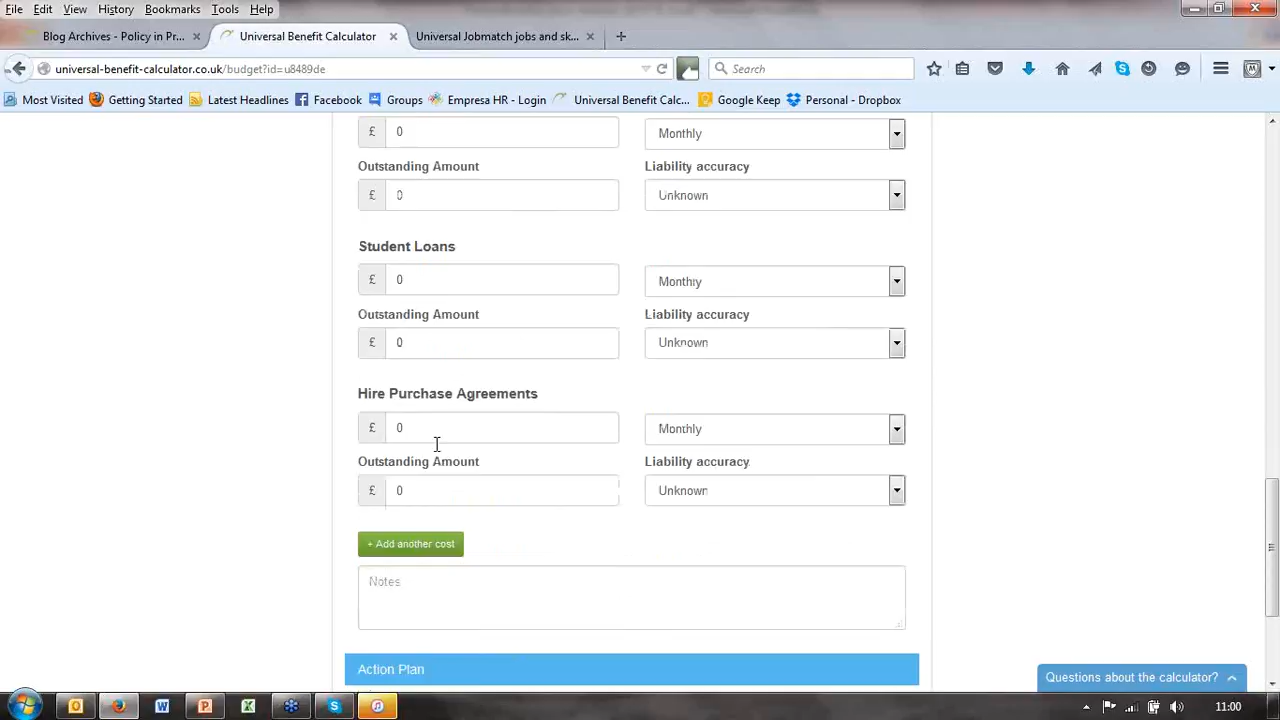 File Edit View History Bookmarks Tools Help
Blog Archives - Policy in Pr... × Universal Benefit Calculator × Universal Jobmatch jobs and sk... × +
universal-benefit-calculator.co.uk/budget?id=u8489de Search
Most Visited Getting Started Latest Headlines Facebook Groups Empresa HR - Login Universal Benefit Calc... Google Keep Personal - Dropbox
£ 0 Monthly
Outstanding Amount Liability accuracy
£ 0 Unknown
Student Loans
£ 0 Monthly
Outstanding Amount Liability accuracy
£ 0 Unknown
Hire Purchase Agreements
£ 0 Monthly
Outstanding Amount Liability accuracy
£ 0 Unknown
+ Add another cost
Notes
Action Plan
Questions about the calculator?
11:00